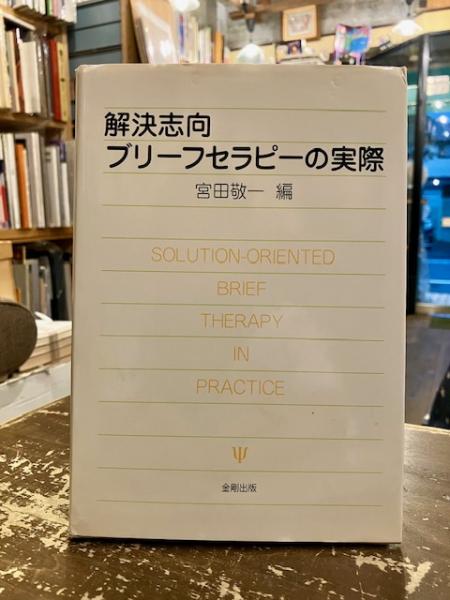 解決志向
ブリーフセラピーの実際
宮田敬一 編
SOLUTION-ORIENTED
BRIEF
THERAPY
IN
PRACTICE
Ψ
金剛出版